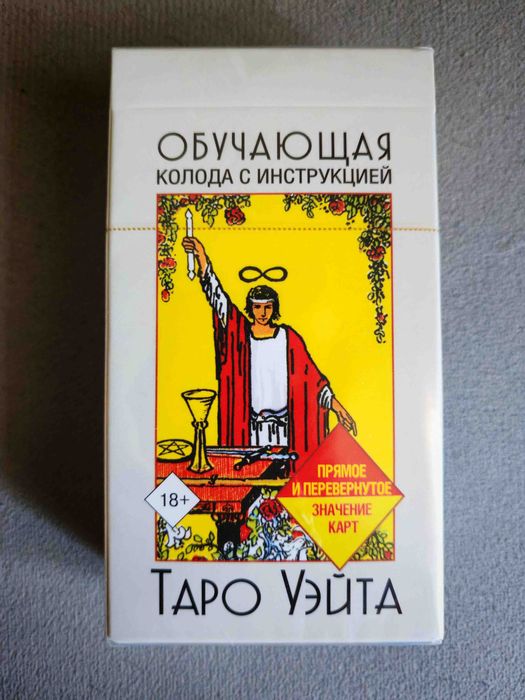 ОБУЧАЮЩАЯ
КОЛОДА С ИНСТРУКЦИЕЙ
ПРЯМОЕ
И ПЕРЕВЕРНУТОЕ
ЗНАЧЕНИЕ
КАРТ
18+
ТАРО УЭЙТА